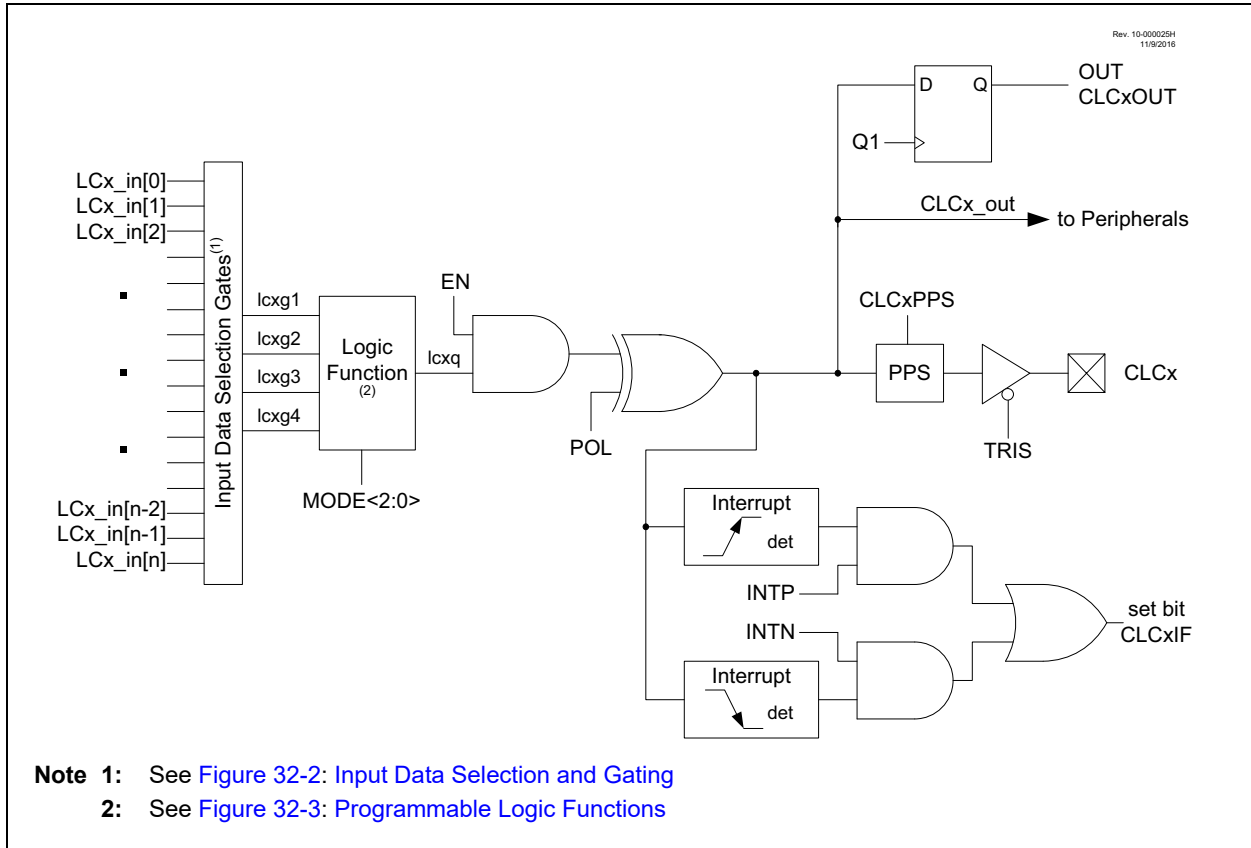 Rev. 10-000025H
11/9/2016
D Q
OUT
CLCxOUT
Q1
CLCx_out
to Peripherals
LCx_in[0]
LCx_in[1]
LCx_in[2]
LCx_in[n-2]
LCx_in[n-1]
LCx_in[n]
Input Data Selection Gates(1)
lcxg1
lcxg2
lcxg3
lcxg4
Logic
Function
(2)
MODE<2:0>
lcxq
EN
POL
CLCxPPS
PPS
TRIS
CLCx
Interrupt
det
INTP
INTN
Interrupt
det
set bit
CLCxIF
Note 1: See Figure 32-2: Input Data Selection and Gating
2: See Figure 32-3: Programmable Logic Functions